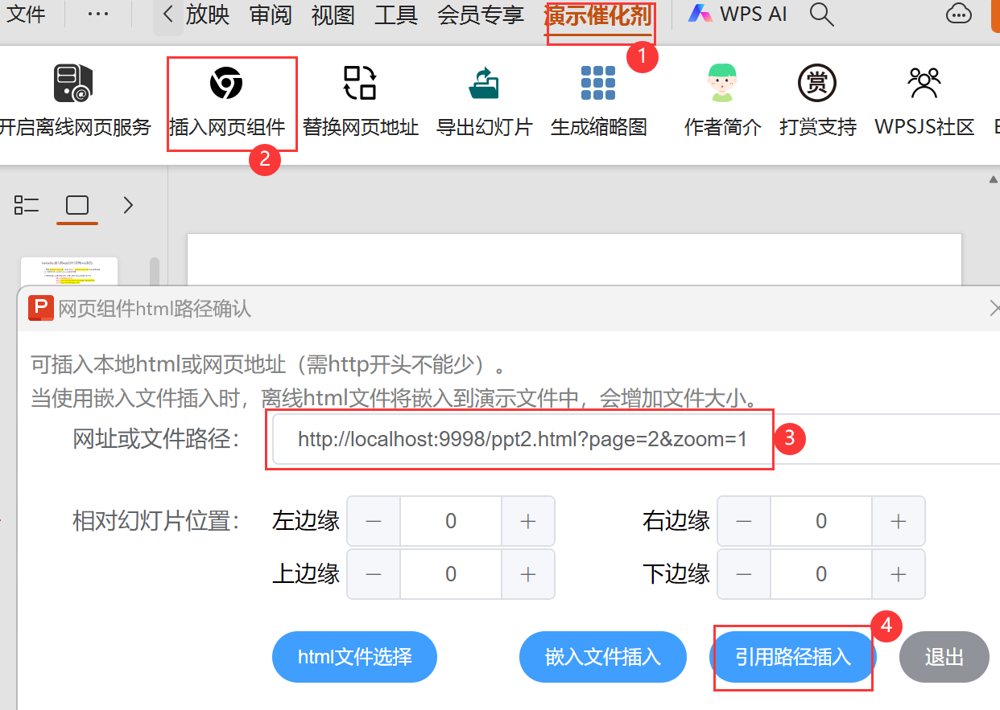 文件 ··· 放映 审阅 视图 工具 会员专享 演示催化剂 WPS AI
1
赏
开启离线网页服务 插入网页组件 替换网页地址 导出幻灯片 生成缩略图 作者简介 打赏支持 WPSJS社区
2
P 网页组件html路径确认
可插入本地html或网页地址（需http开头不能少）。
当使用嵌入文件插入时，离线html文件将嵌入到演示文件中，会增加文件大小。
网址或文件路径： http://localhost:9998/ppt2.html?page=2&zoom=1 3
相对幻灯片位置： 左边缘 — 0 + 右边缘 — 0 +
上边缘 — 0 + 下边缘 — 0 +
4
html文件选择 嵌入文件插入 引用路径插入 退出